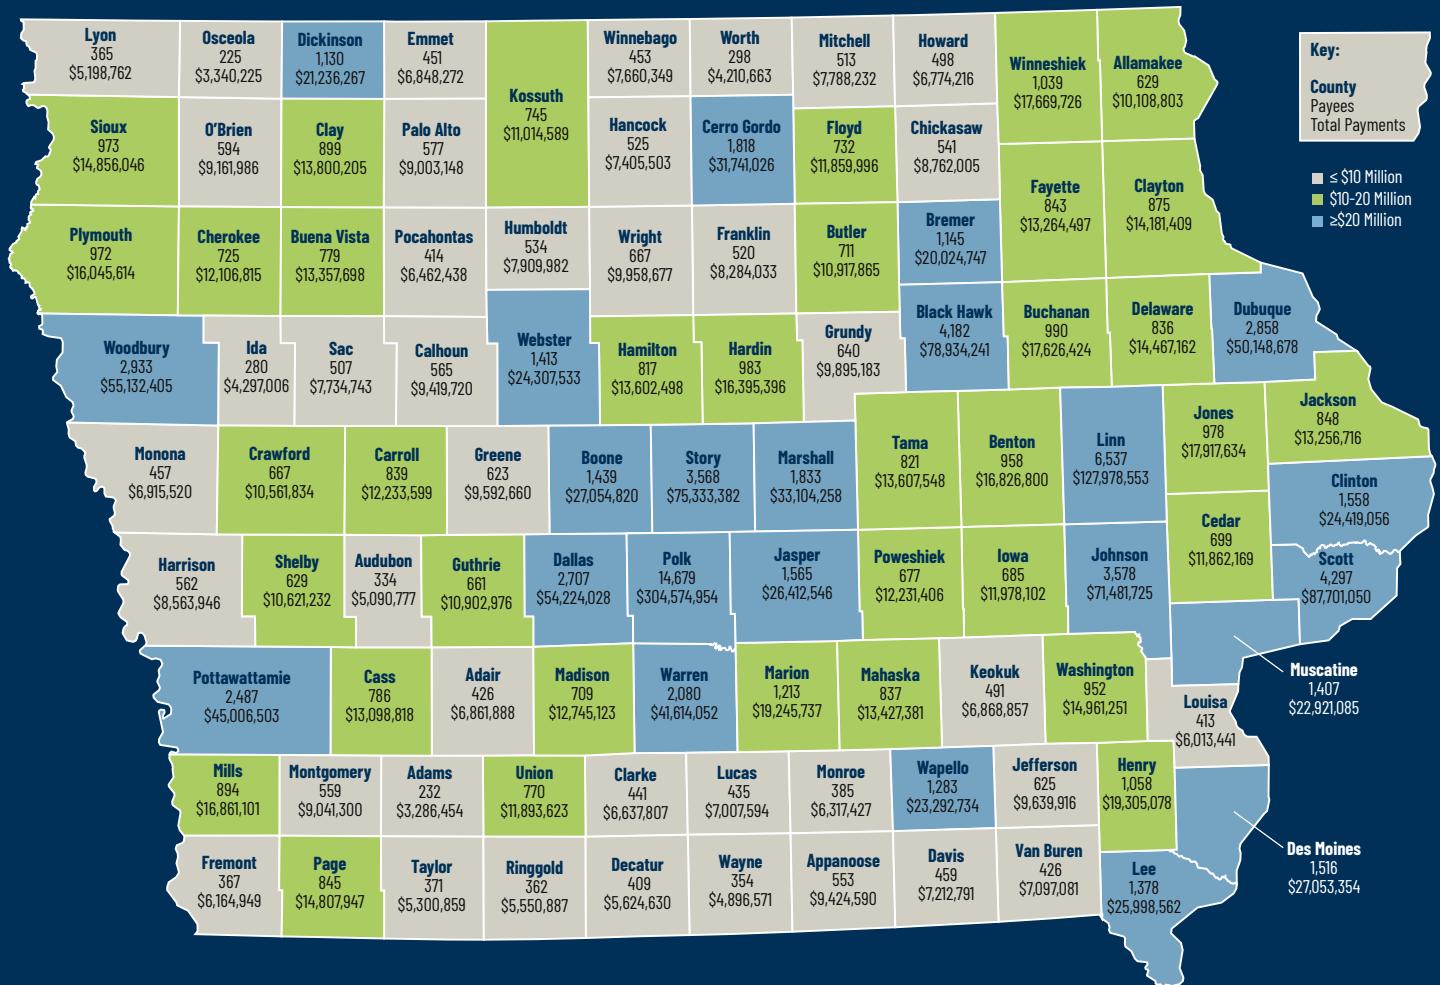 Lyon
365
$5,198,762
Osceola
225
$3,340,225
Dickinson
1,130
$21,236,267
Emmet
451
$6,848,272
Kossuth
745
$11,014,589
Winnebago
453
$7,660,349
Worth
298
$4,210,663
Mitchell
513
$7,788,232
Howard
498
$6,774,216
Winneshiek
1,039
$17,669,726
Allamakee
629
$10,108,803
Key:
County
Payees
Total Payments
≤ $10 Million
$10-20 Million
≥$20 Million
Sioux
973
$14,856,046
O'Brien
594
$9,161,986
Clay
899
$13,800,205
Palo Alto
577
$9,003,148
Hancock
525
$7,405,503
Cerro Gordo
1,818
$31,741,026
Floyd
732
$11,859,996
Chickasaw
541
$8,762,005
Fayette
843
$13,264,497
Clayton
875
$14,181,409
Plymouth
972
$16,045,614
Cherokee
725
$12,106,815
Buena Vista
779
$13,357,698
Pocahontas
414
$6,462,438
Humboldt
534
$7,909,982
Wright
667
$9,958,677
Franklin
520
$8,284,033
Butler
711
$10,917,865
Bremer
1,145
$20,024,747
Woodbury
2,933
$55,132,405
Ida
280
$4,297,006
Sac
507
$7,734,743
Calhoun
565
$9,419,720
Webster
1,413
$24,307,533
Hamilton
817
$13,602,498
Hardin
983
$16,395,396
Grundy
640
$9,895,183
Black Hawk
4,182
$78,934,241
Buchanan
990
$17,626,424
Delaware
836
$14,467,162
Dubuque
2,858
$50,148,678
Monona
457
$6,915,520
Crawford
667
$10,561,834
Carroll
839
$12,233,599
Greene
623
$9,592,660
Boone
1,439
$27,054,820
Story
3,568
$75,333,382
Marshall
1,833
$33,104,258
Tama
821
$13,607,548
Benton
958
$16,826,800
Linn
6,537
$127,978,553
Jones
978
$17,917,634
Jackson
848
$13,256,716
Clinton
1,558
$24,419,056
Harrison
562
$8,563,946
Shelby
629
$10,621,232
Audubon
334
$5,090,777
Guthrie
661
$10,902,976
Dallas
2,707
$54,224,028
Polk
14,679
$304,574,954
Jasper
1,565
$26,412,546
Poweshiek
677
$12,231,406
Iowa
685
$11,978,102
Johnson
3,578
$71,481,725
Cedar
699
$11,862,169
Scott
4,297
$87,701,050
Pottawattamie
2,487
$45,006,503
Cass
786
$13,098,818
Adair
426
$6,861,888
Madison
709
$12,745,123
Warren
2,080
$41,614,052
Marion
1,213
$19,245,737
Mahaska
837
$13,427,381
Keokuk
491
$6,868,857
Washington
952
$14,961,251
Louisa
413
$6,013,441
Muscatine
1,407
$22,921,085
Mills
894
$16,861,101
Montgomery
559
$9,041,300
Adams
232
$3,286,454
Union
770
$11,893,623
Clarke
441
$6,637,807
Lucas
435
$7,007,594
Monroe
385
$6,317,427
Wapello
1,283
$23,292,734
Jefferson
625
$9,639,916
Henry
1,058
$19,305,078
Des Moines
1,516
$27,053,354
Fremont
367
$6,164,949
Page
845
$14,807,947
Taylor
371
$5,300,859
Ringgold
362
$5,550,887
Decatur
409
$5,624,630
Wayne
354
$4,896,571
Appanoose
553
$9,424,590
Davis
459
$7,212,791
Van Buren
426
$7,097,081
Lee
1,378
$25,998,562